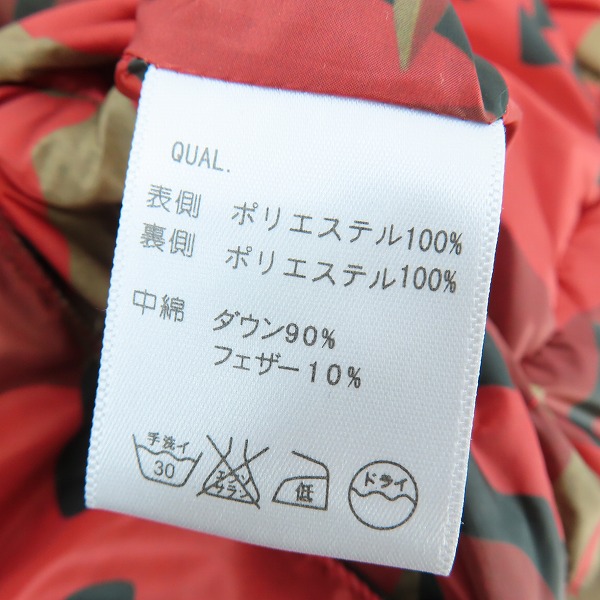 QUAL.
表側 ポリエステル100%
裏側 ポリエステル100%
中綿 ダウン90%
フェザー10%
手洗イ
30
エンソ
サラシ
低
ドライ